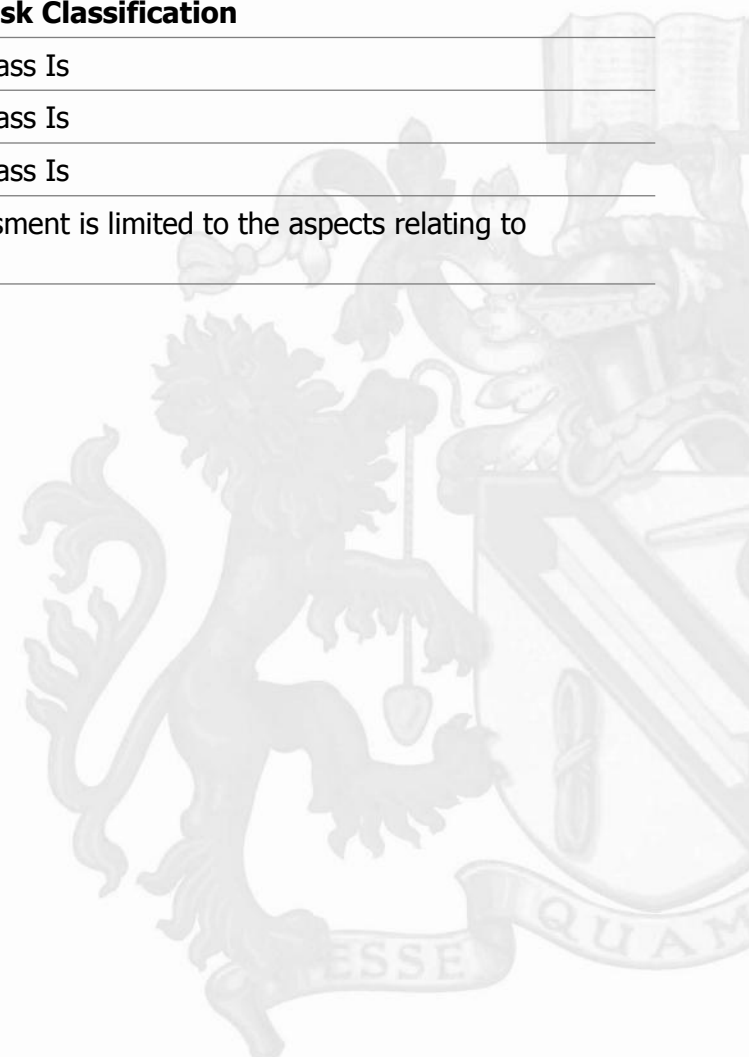 sk Classification
ass Is
ass Is
ass Is
sment is limited to the aspects relating to
ESSE
QUAM